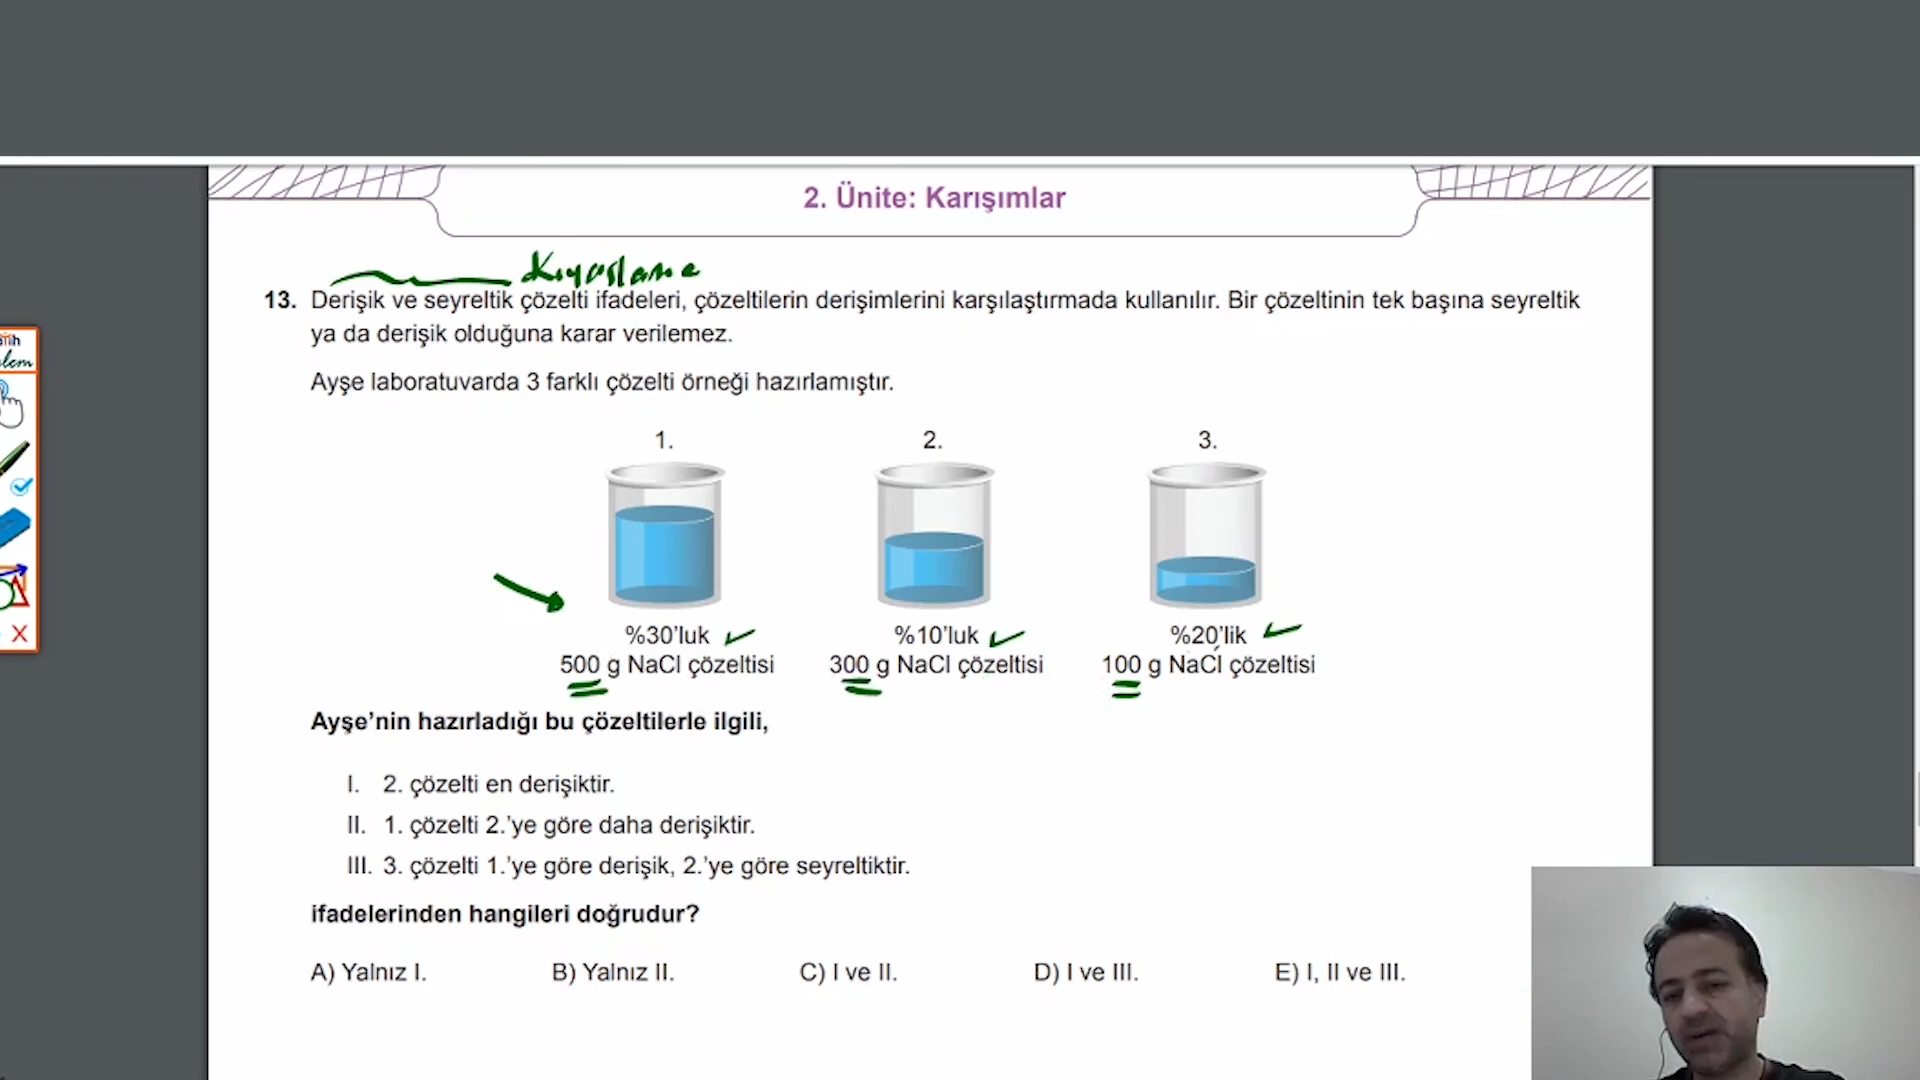 2. Ünite: Karışımlar
Kıyaslama
13. Derişik ve seyreltik çözelti ifadeleri, çözeltilerin derişimlerini karşılaştırmada kullanılır. Bir çözeltinin tek başına seyreltik
ya da derişik olduğuna karar verilemez.
Ayşe laboratuvarda 3 farklı çözelti örneği hazırlamıştır.
1. 2. 3.
%30’luk %10’luk %20’lik
500 g NaCl çözeltisi 300 g NaCl çözeltisi 100 g NaCl çözeltisi
Ayşe’nin hazırladığı bu çözeltilerle ilgili,
I. 2. çözelti en derişiktir.
II. 1. çözelti 2.’ye göre daha derişiktir.
III. 3. çözelti 1.’ye göre derişik, 2.’ye göre seyreltiktir.
ifadelerinden hangileri doğrudur?
A) Yalnız I. B) Yalnız II. C) I ve II. D) I ve III. E) I, II ve III.